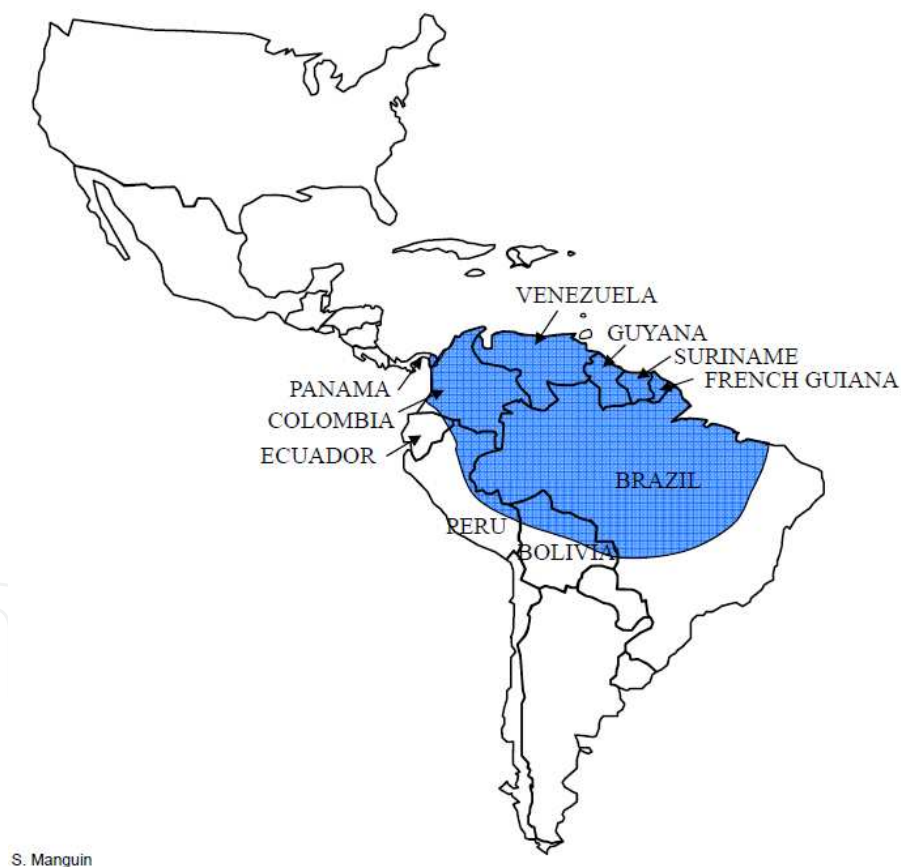 VENEZUELA
GUYANA
SURINAME
FRENCH GUIANA
PANAMA
COLOMBIA
ECUADOR
BRAZIL
PERU
BOLIVIA
S. Manguin